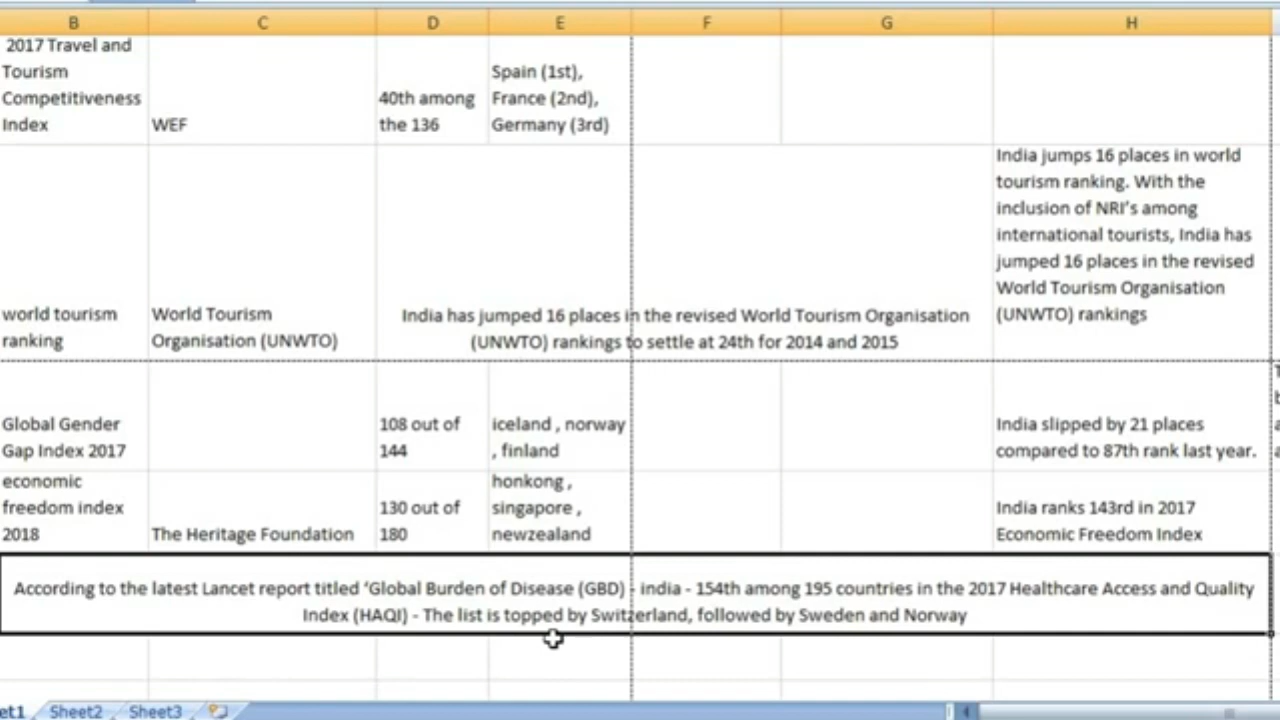 B C D E F G H
2017 Travel and
Tourism
Competitiveness
Index
WEF
40th among
the 136
Spain (1st),
France (2nd),
Germany (3rd)
world tourism
ranking
World Tourism
Organisation (UNWTO)
India has jumped 16 places in the revised World Tourism Organisation
(UNWTO) rankings to settle at 24th for 2014 and 2015
India jumps 16 places in world
tourism ranking. With the
inclusion of NRI's among
international tourists, India has
jumped 16 places in the revised
World Tourism Organisation
(UNWTO) rankings
Global Gender
Gap Index 2017
108 out of
144
iceland , norway
, finland
India slipped by 21 places
compared to 87th rank last year.
economic
freedom index
2018
The Heritage Foundation
130 out of
180
honkong ,
singapore ,
newzealand
India ranks 143rd in 2017
Economic Freedom Index
According to the latest Lancet report titled 'Global Burden of Disease (GBD) - india - 154th among 195 countries in the 2017 Healthcare Access and Quality
Index (HAQI) - The list is topped by Switzerland, followed by Sweden and Norway
et1 Sheet2 Sheet3